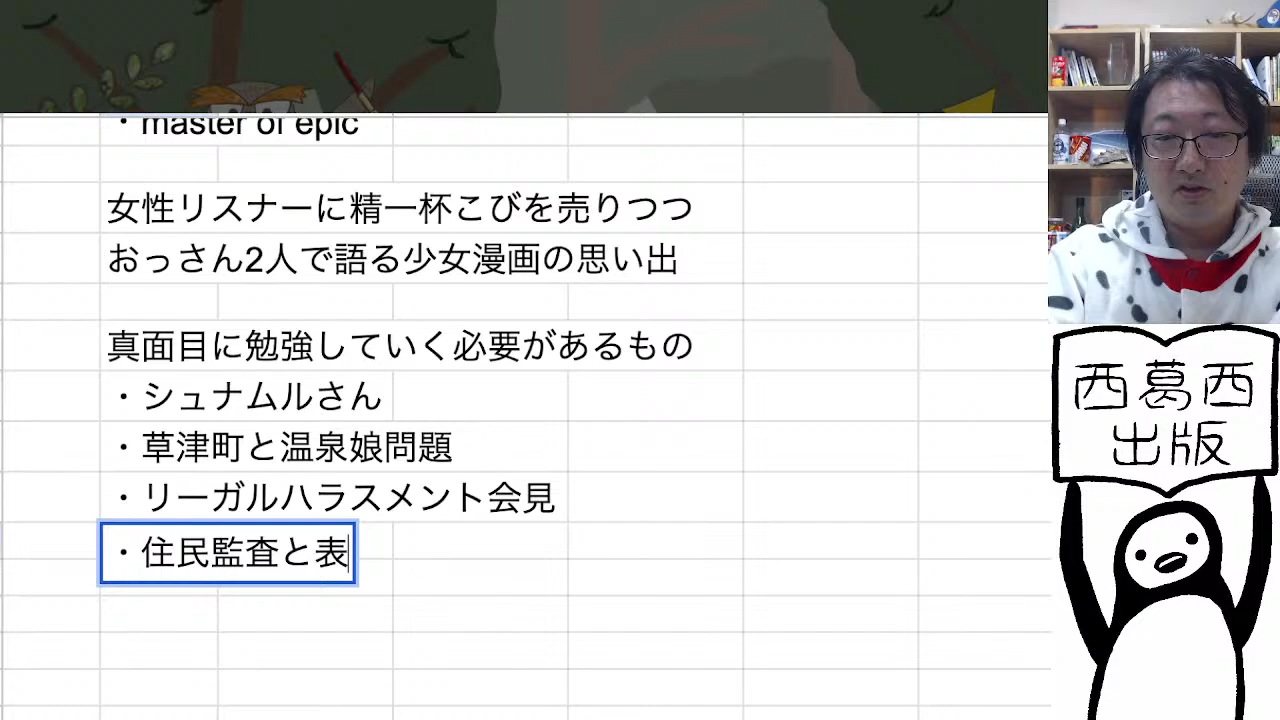 ・master of epic
女性リスナーに精一杯こびを売りつつ
おっさん2人で語る少女漫画の思い出
真面目に勉強していく必要があるもの
・シュナムルさん
・草津町と温泉娘問題
・リーガルハラスメント会見
・住民監査と表
西葛西
出版